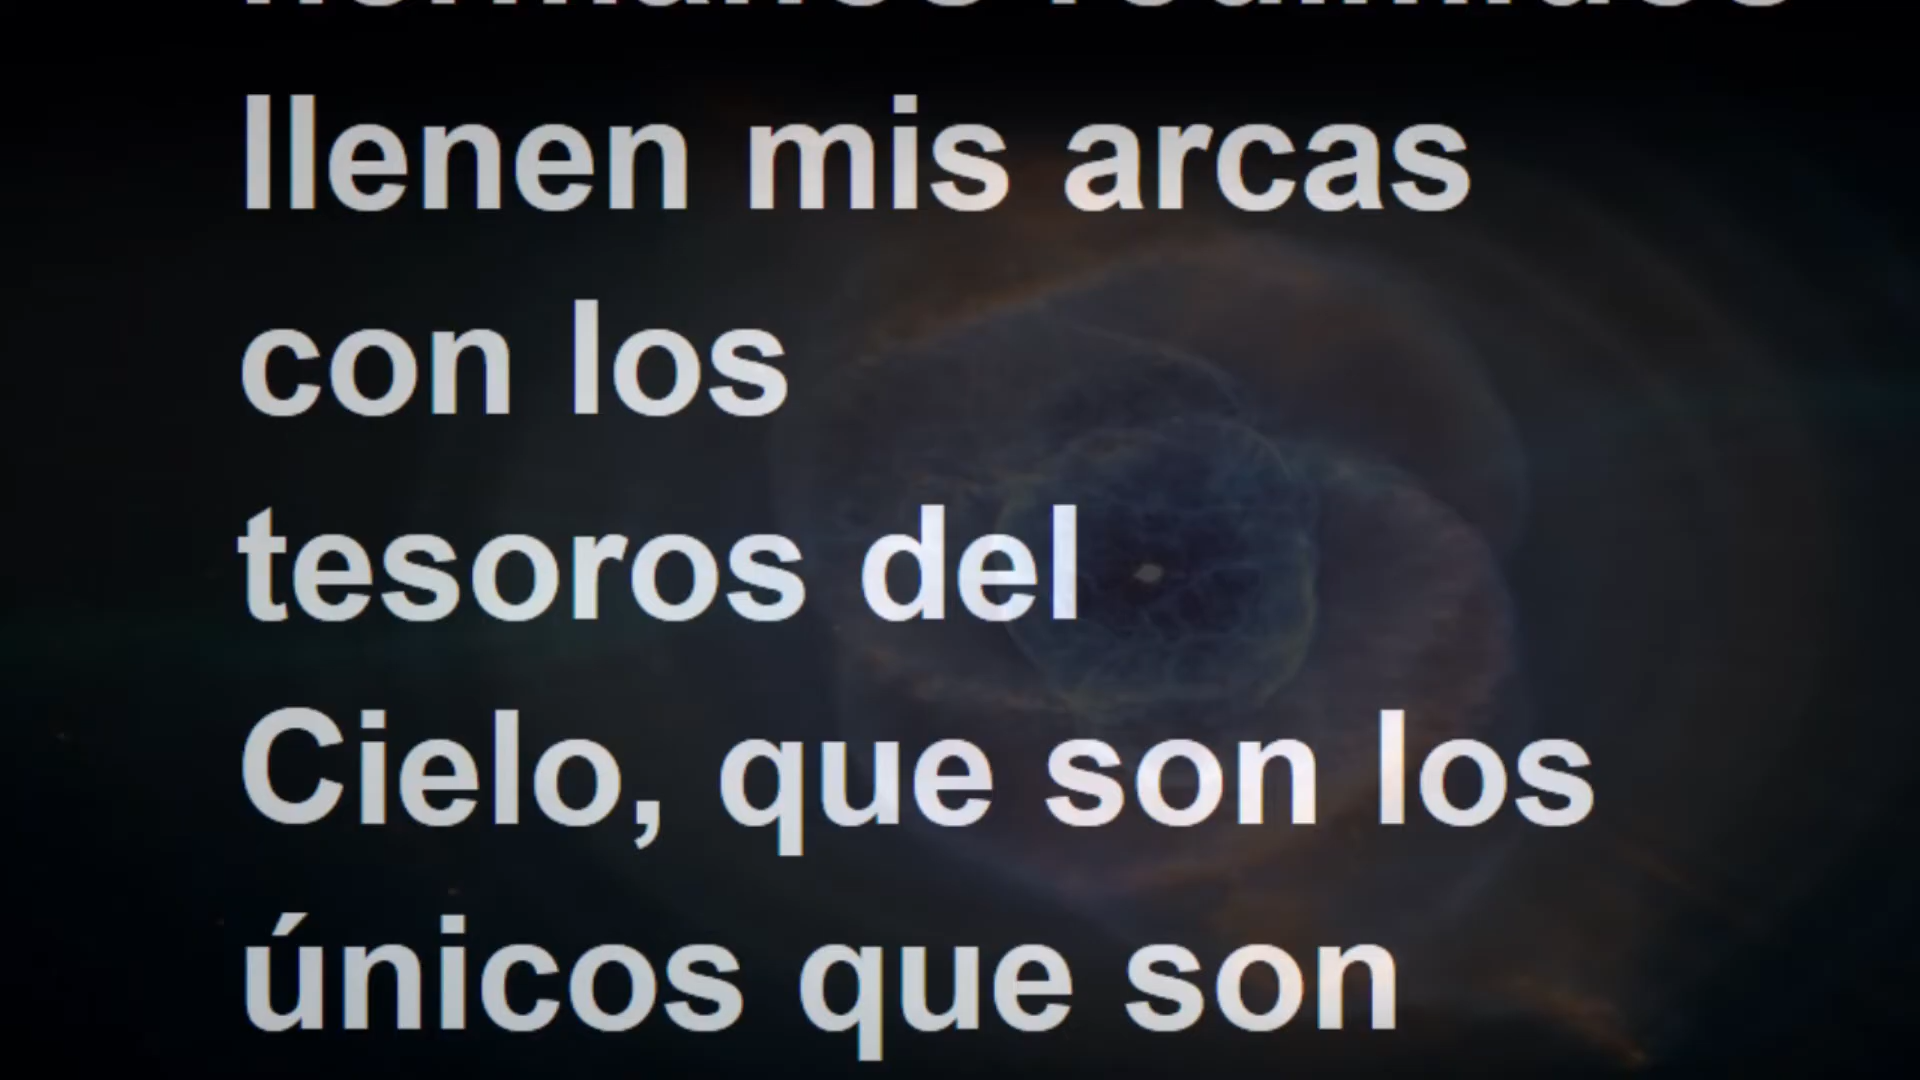 llenen mis arcas
con los
tesoros del
Cielo, que son los
únicos que son